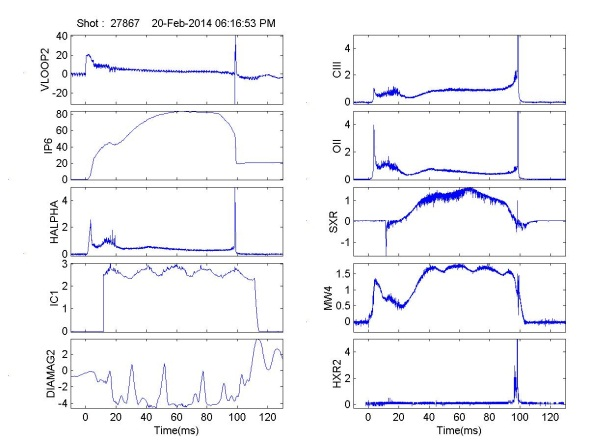 Shot : 27867 20-Feb-2014 06:16:53 PM
VLOOP2
40
20
0
-20
IP6
80
60
40
20
0
HALPHA
4
2
0
IC1
3
2
1
0
DIAMAG2
2
0
-2
-4
0 20 40 60 80 100 120
Time(ms)
CIII
4
2
0
OII
4
2
0
SXR
1
0
-1
MW4
1.5
1
0.5
0
HXR2
4
2
0
0 20 40 60 80 100 120
Time(ms)